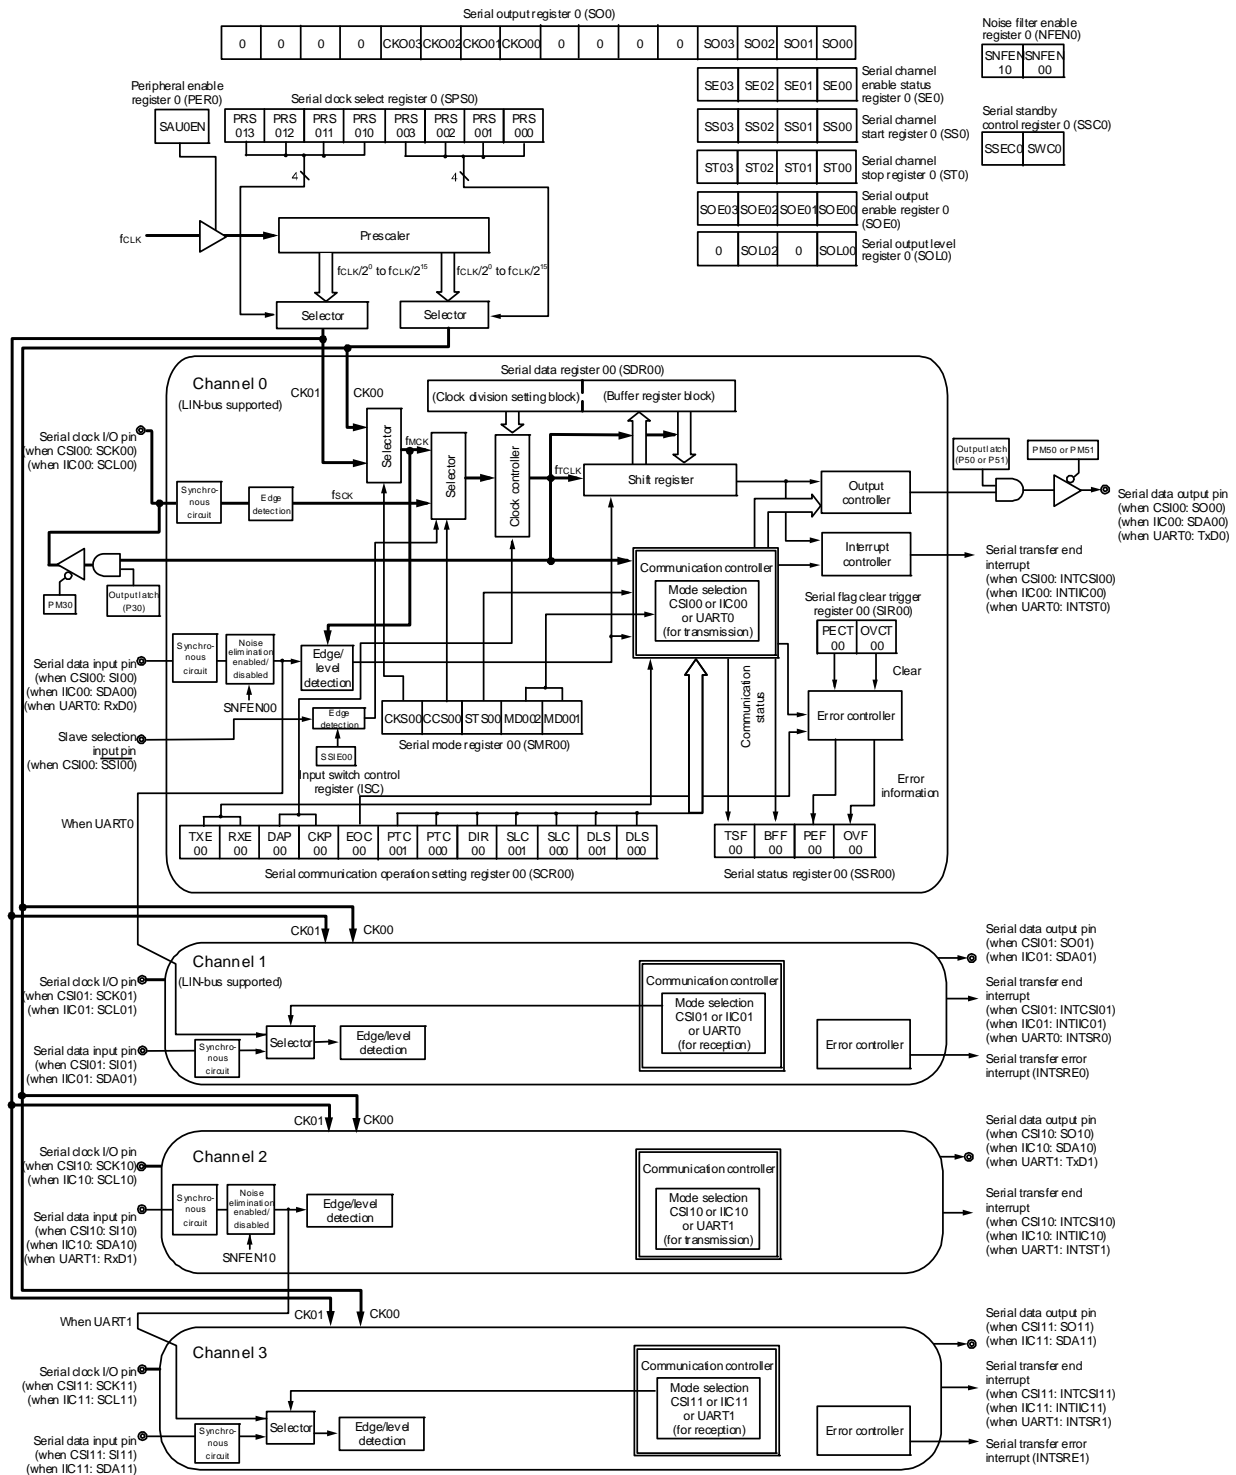 Serial output register 0 (SO0)
0 0 0 0 CKO03 CKO02 CKO01 CKO00 0 0 0 0 SO03 SO02 SO01 SO00
Noise filter enable
register 0 (NFEN0)
SNFEN SNFEN
10 00
Peripheral enable
register 0 (PER0)
SAU0EN
Serial clock select register 0 (SPS0)
PRS PRS PRS PRS PRS PRS PRS PRS
013 012 011 010 003 002 001 000
4
4
SE03 SE02 SE01 SE00
Serial channel
enable status
register 0 (SE0)
SS03 SS02 SS01 SS00
Serial channel
start register 0 (SS0)
ST03 ST02 ST01 ST00
Serial channel
stop register 0 (ST0)
SOE03 SOE02 SOE01 SOE00
Serial output
enable register 0
(SOE0)
0 SOL02 0 SOL00
Serial output level
register 0 (SOL0)
Serial standby
control register 0 (SSC0)
SSEC0 SWC0
fCLK
Prescaler
fCLK/2⁰ to fCLK/2¹⁵
fCLK/2⁰ to fCLK/2¹⁵
Selector
Selector
Channel 0
(LIN-bus supported)
CK01
CK00
Serial data register 00 (SDR00)
(Clock division setting block)
(Buffer register block)
Selector
fMCK
Selector
Clock controller
fTCLK
Shift register
Serial clock I/O pin
(when CSI00: SCK00)
(when IIC00: SCL00)
Synchro-
nous
circuit
Edge
detection
fSCK
Output
controller
Output latch
(P50 or P51)
PM50 or PM51
Serial data output pin
(when CSI00: SO00)
(when IIC00: SDA00)
(when UART0: TxD0)
Interrupt
controller
Serial transfer end
interrupt
(when CSI00: INTCSI00)
(when IIC00: INTIIC00)
(when UART0: INTST0)
PM30
Output latch
(P30)
Communication controller
Mode selection
CSI00 or IIC00
or UART0
(for transmission)
Serial flag clear trigger
register 00 (SIR00)
PECT OVCT
00 00
Clear
Serial data input pin
(when CSI00: SI00)
(when IIC00: SDA00)
(when UART0: RxD0)
Synchro-
nous
circuit
Noise
elimination
enabled/
disabled
SNFEN00
Edge/
level
detection
Communication
status
Error controller
Slave selection
input pin
(when CSI00: SSI00)
Edge
detection
SSIE00
Input switch control
register (ISC)
CKS00 CCS00 STS00 MD002 MD001
Serial mode register 00 (SMR00)
Error
information
When UART0
TXE RXE DAP CKP EOC PTC PTC DIR SLC SLC DLS DLS
00 00 00 00 00 001 000 00 001 000 001 000
Serial communication operation setting register 00 (SCR00)
TSF BFF PEF OVF
00 00 00 00
Serial status register 00 (SSR00)
CK01
CK00
Channel 1
(LIN-bus supported)
Serial clock I/O pin
(when CSI01: SCK01)
(when IIC01: SCL01)
Serial data input pin
(when CSI01: SI01)
(when IIC01: SDA01)
Synchro-
nous
circuit
Selector
Edge/level
detection
Communication controller
Mode selection
CSI01 or IIC01
or UART0
(for reception)
Error controller
Serial data output pin
(when CSI01: SO01)
(when IIC01: SDA01)
Serial transfer end
interrupt
(when CSI01: INTCSI01)
(when IIC01: INTIIC01)
(when UART0: INTSR0)
Serial transfer error
interrupt (INTSRE0)
CK01
CK00
Channel 2
Serial clock I/O pin
(when CSI10: SCK10)
(when IIC10: SCL10)
Serial data input pin
(when CSI10: SI10)
(when IIC10: SDA10)
(when UART1: RxD1)
Synchro-
nous
circuit
Noise
elimination
enabled/
disabled
SNFEN10
Edge/level
detection
Communication controller
Mode selection
CSI10 or IIC10
or UART1
(for transmission)
Serial data output pin
(when CSI10: SO10)
(when IIC10: SDA10)
(when UART1: TxD1)
Serial transfer end
interrupt
(when CSI10: INTCSI10)
(when IIC10: INTIIC10)
(when UART1: INTST1)
When UART1
CK01
CK00
Channel 3
Serial clock I/O pin
(when CSI11: SCK11)
(when IIC11: SCL11)
Serial data input pin
(when CSI11: SI11)
(when IIC11: SDA11)
Synchro-
nous
circuit
Selector
Edge/level
detection
Communication controller
Mode selection
CSI11 or IIC11
or UART1
(for reception)
Error controller
Serial data output pin
(when CSI11: SO11)
(when IIC11: SDA11)
Serial transfer end
interrupt
(when CSI11: INTCSI11)
(when IIC11: INTIIC11)
(when UART1: INTSR1)
Serial transfer error
interrupt (INTSRE1)